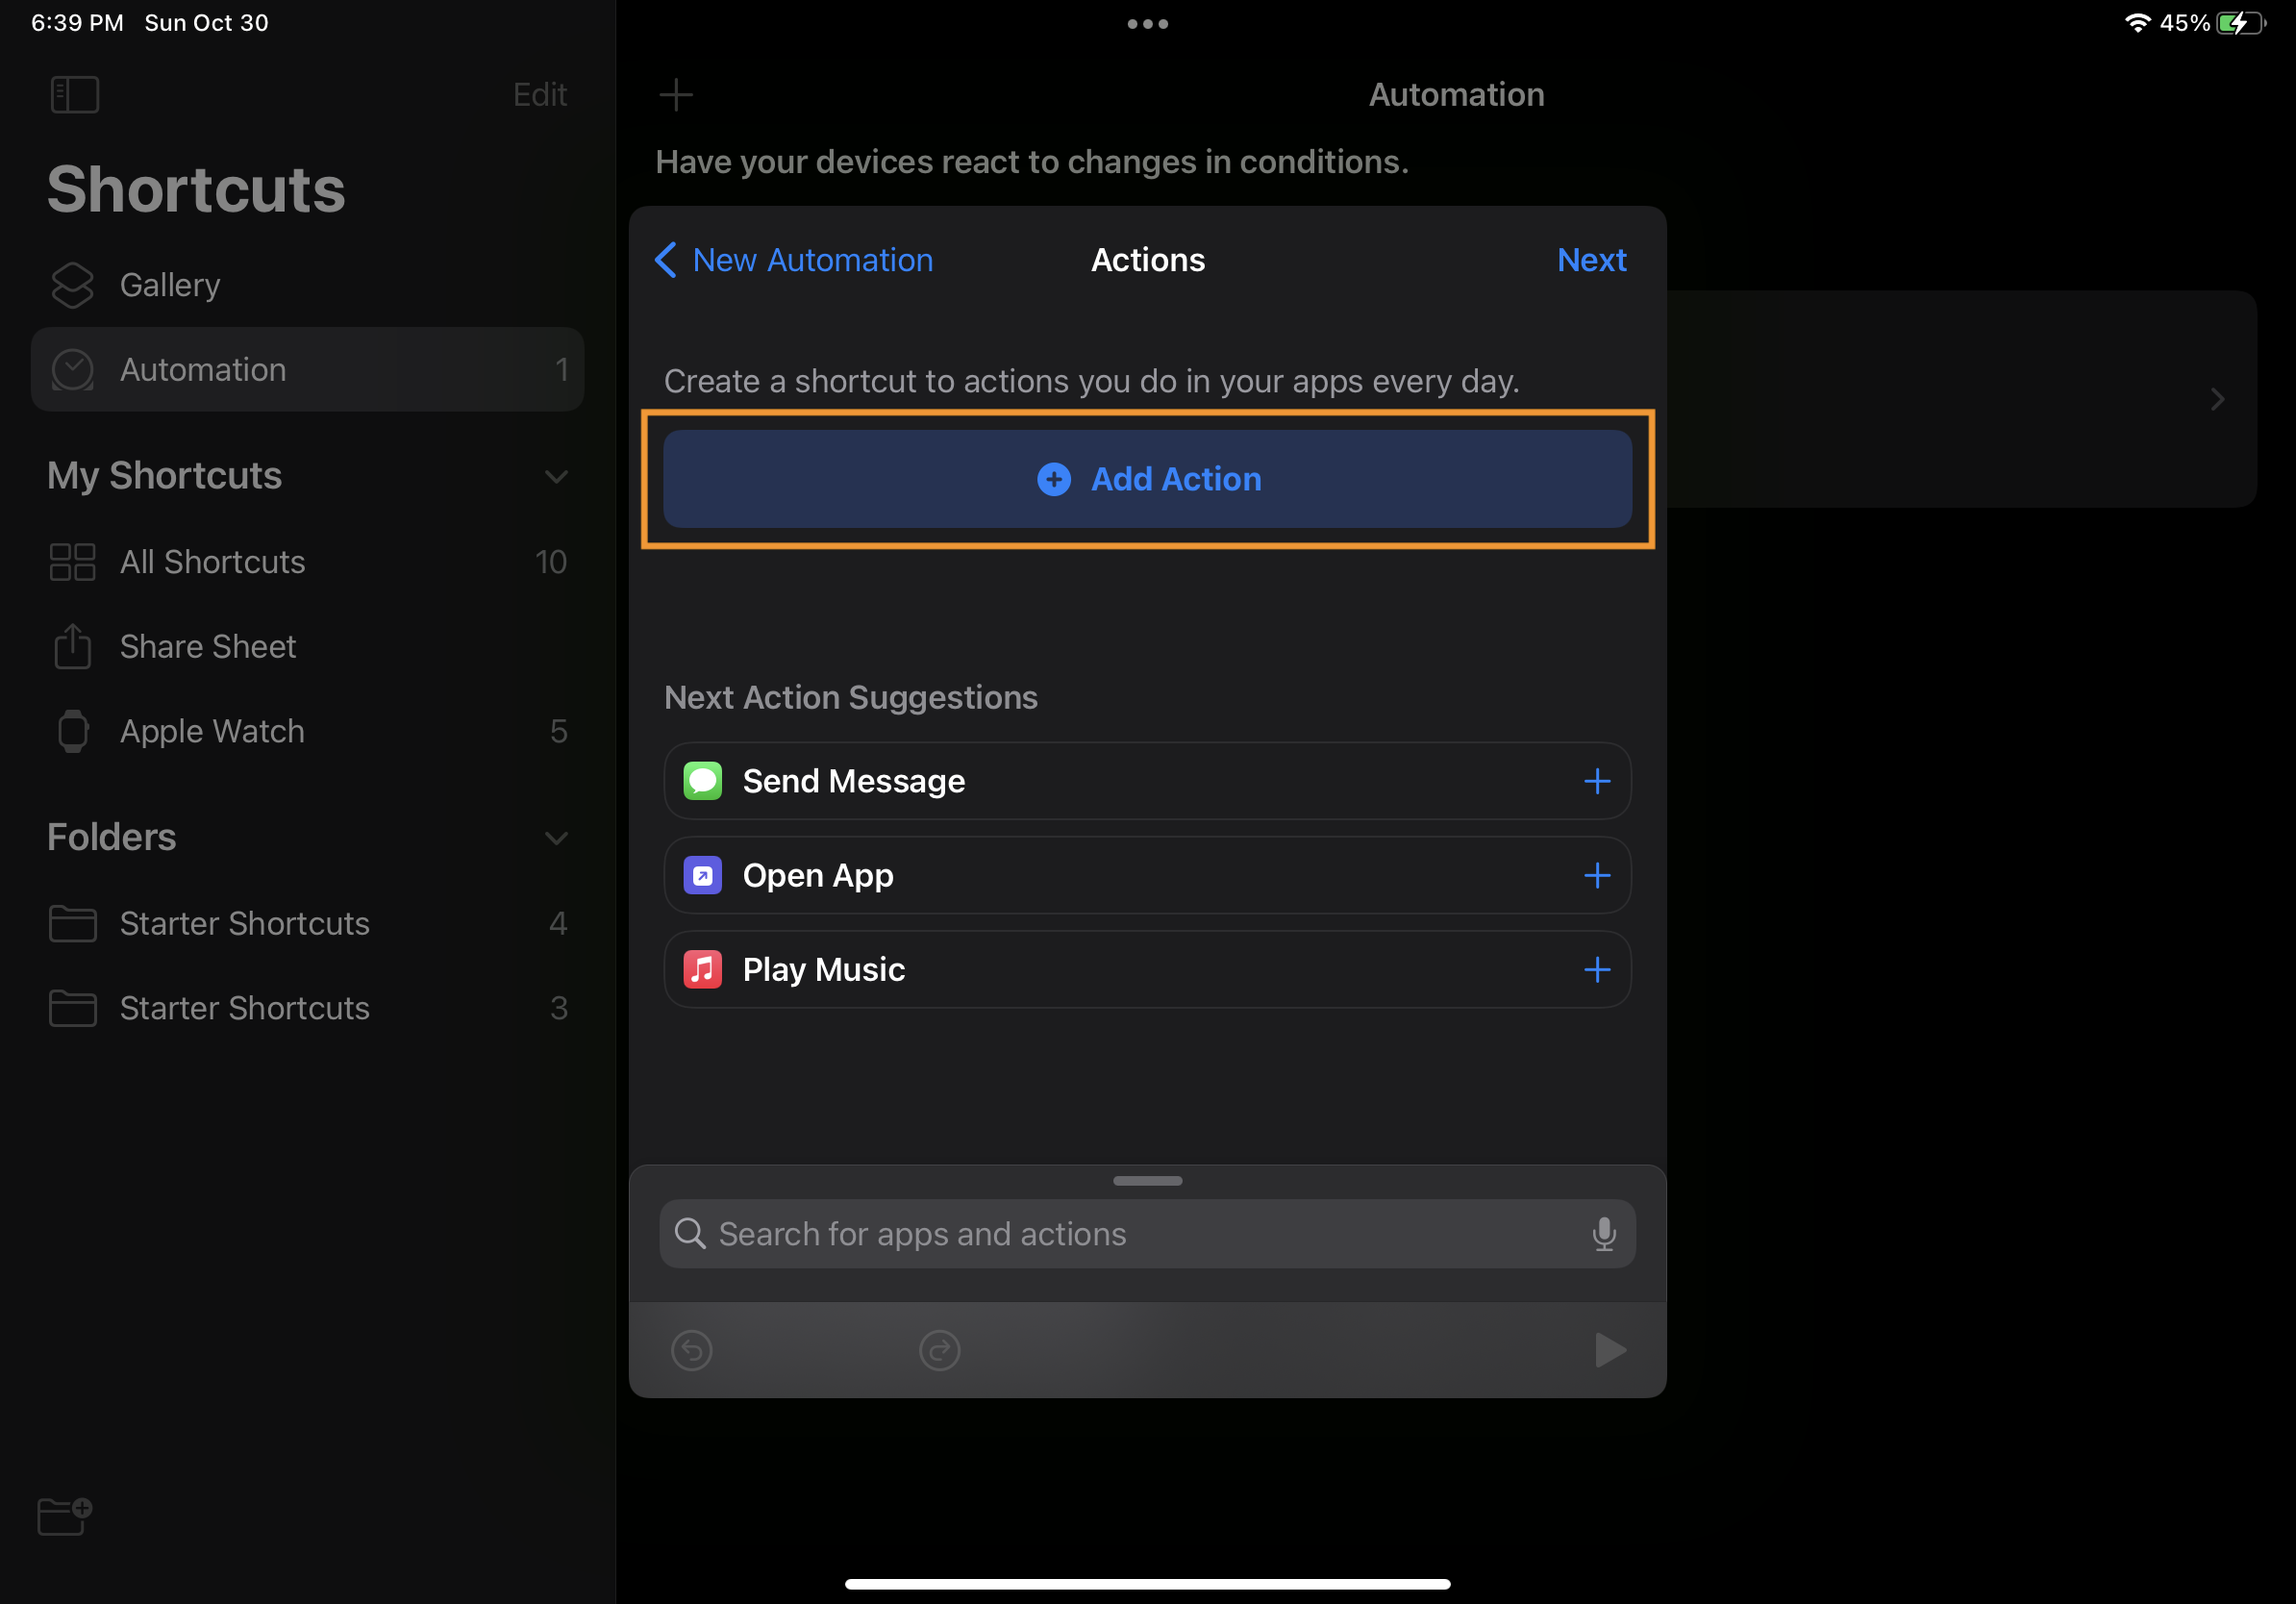 6:39 PM Sun Oct 30
45%
Edit
Shortcuts
Gallery
Automation 1
My Shortcuts
All Shortcuts 10
Share Sheet
Apple Watch 5
Folders
Starter Shortcuts 4
Starter Shortcuts 3
Automation
Have your devices react to changes in conditions.
New Automation Actions Next
Create a shortcut to actions you do in your apps every day.
Add Action
Next Action Suggestions
Send Message
Open App
Play Music
Search for apps and actions